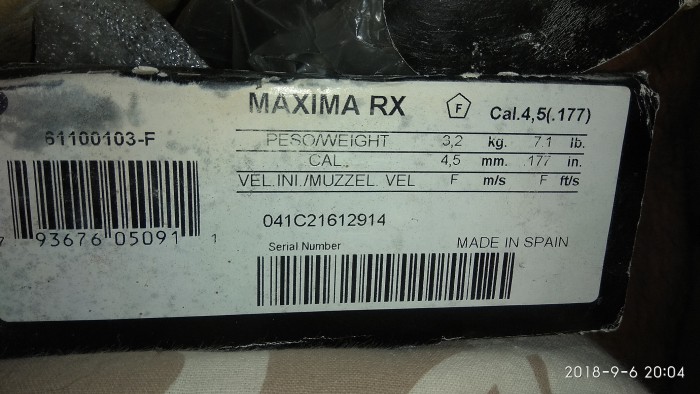 MAXIMA RX F Cal.4,5(.177)
61100103-F
PESO/WEIGHT 3,2 kg. 7.1 lb.
CAL. 4,5 mm. 177 in.
VEL.INI./MUZZEL VEL F m/s F ft/s
041C21612914
7 93676 05091 1
Serial Number MADE IN SPAIN
2018-9-6 20:04